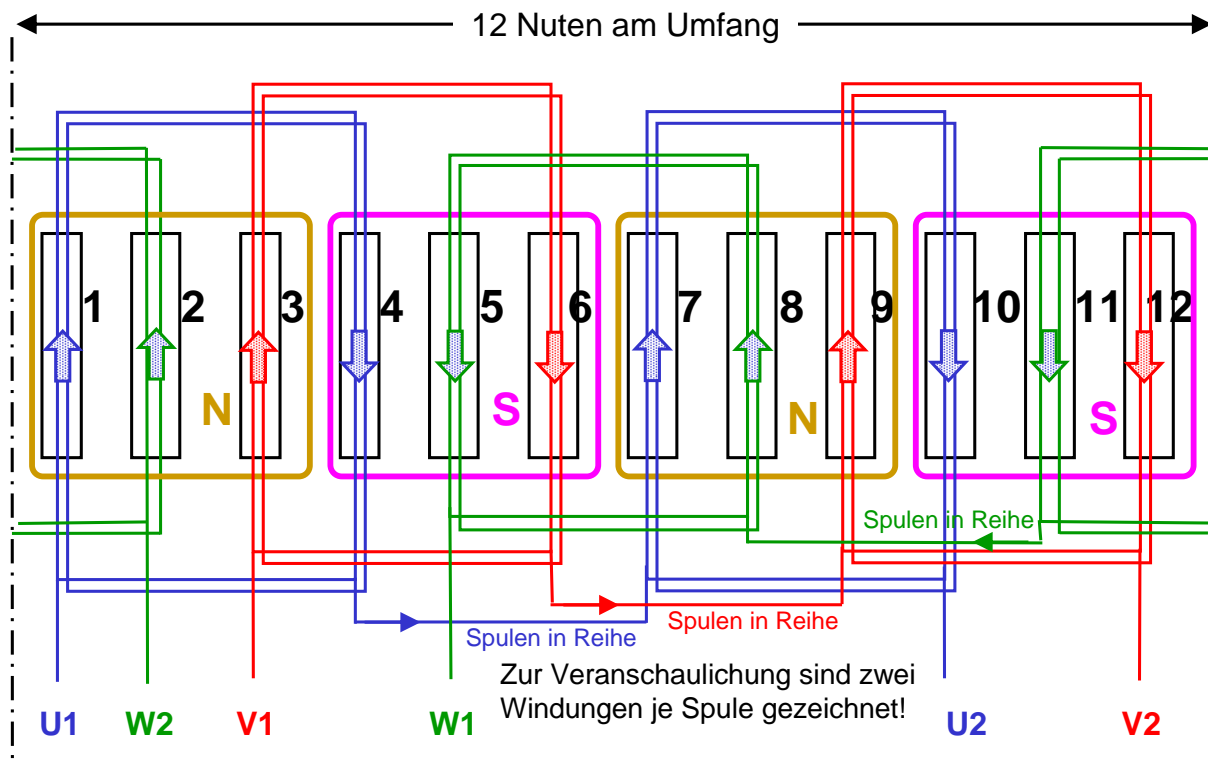 12 Nuten am Umfang
1 2 3 4 5 6 7 8 9 10 11 12
N S N S
Spulen in Reihe
Spulen in Reihe
Spulen in Reihe
Zur Veranschaulichung sind zwei
Windungen je Spule gezeichnet!
U1 W2 V1 W1 U2 V2